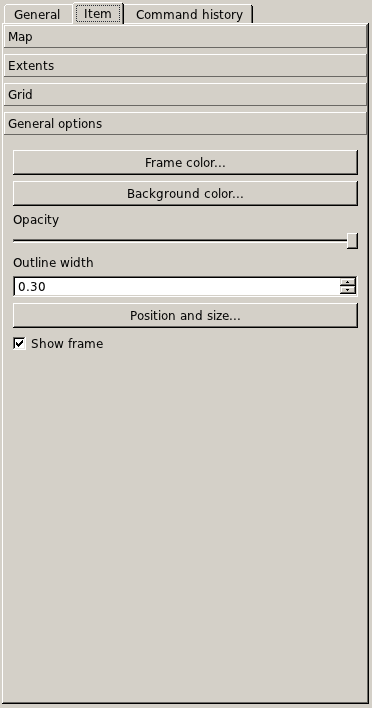 General Item Command history
Map
Extents
Grid
General options
Frame color...
Background color...
Opacity
Outline width
0.30
Position and size...
Show frame